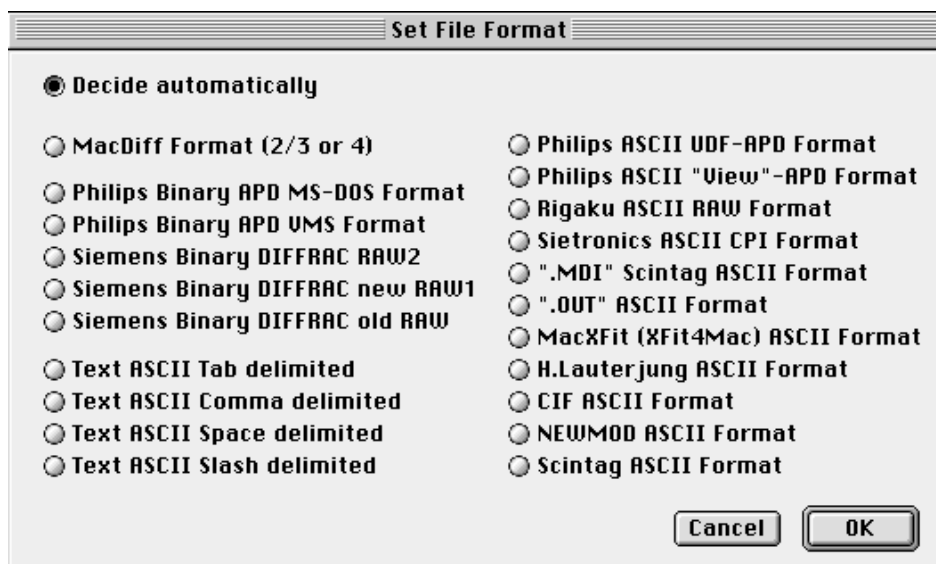 Set File Format
Decide automatically
MacDiff Format (2/3 or 4)
Philips Binary APD MS-DOS Format
Philips Binary APD VMS Format
Siemens Binary DIFFRAC RAW2
Siemens Binary DIFFRAC new RAW1
Siemens Binary DIFFRAC old RAW
Text ASCII Tab delimited
Text ASCII Comma delimited
Text ASCII Space delimited
Text ASCII Slash delimited
Philips ASCII UDF-APD Format
Philips ASCII "View"-APD Format
Rigaku ASCII RAW Format
Sietronics ASCII CPI Format
".MDI" Scintag ASCII Format
".OUT" ASCII Format
MacXFit (XFit4Mac) ASCII Format
H.Lauterjung ASCII Format
CIF ASCII Format
NEWMOD ASCII Format
Scintag ASCII Format
Cancel
OK